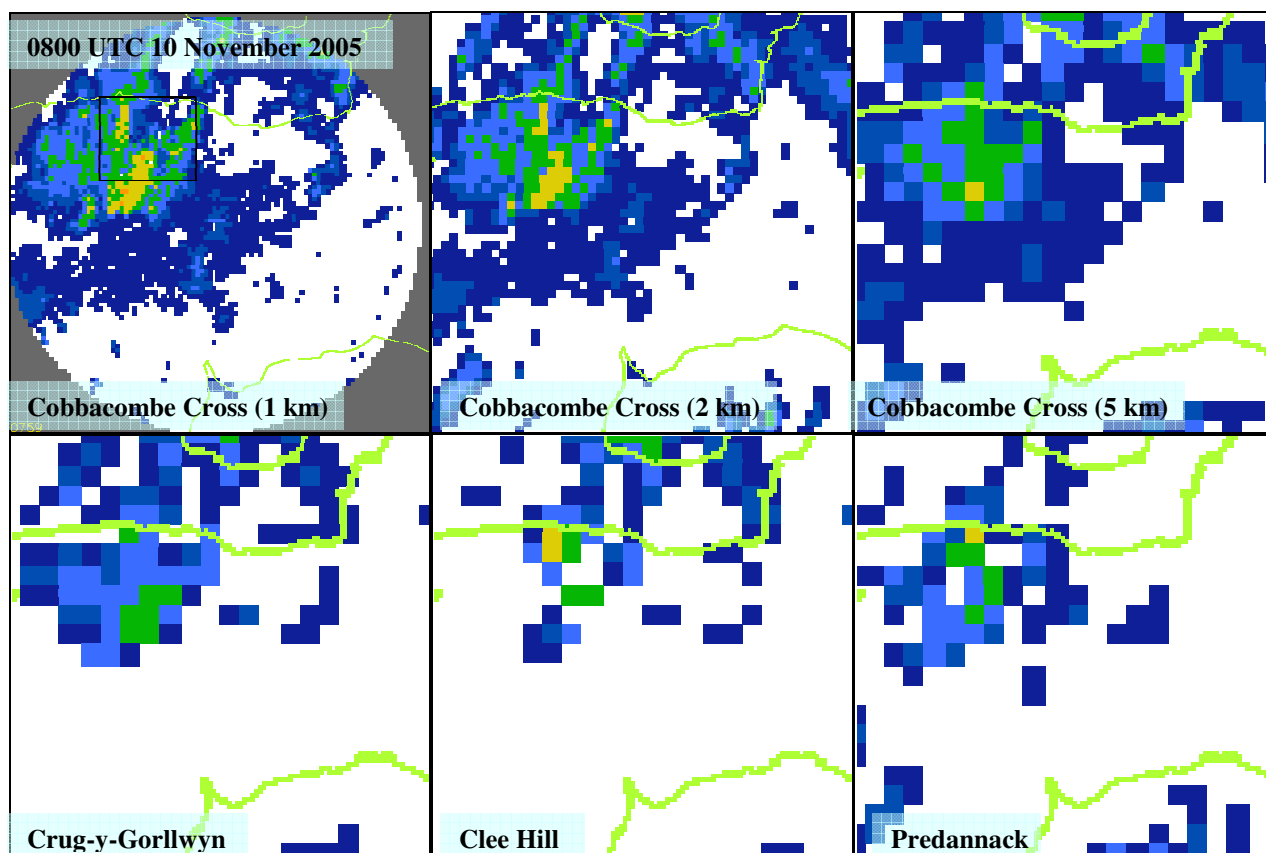 0800 UTC 10 November 2005
Cobbacombe Cross (1 km)
Cobbacombe Cross (2 km)
Cobbacombe Cross (5 km)
0759
Crug-y-Gorllwyn
Clee Hill
Predannack